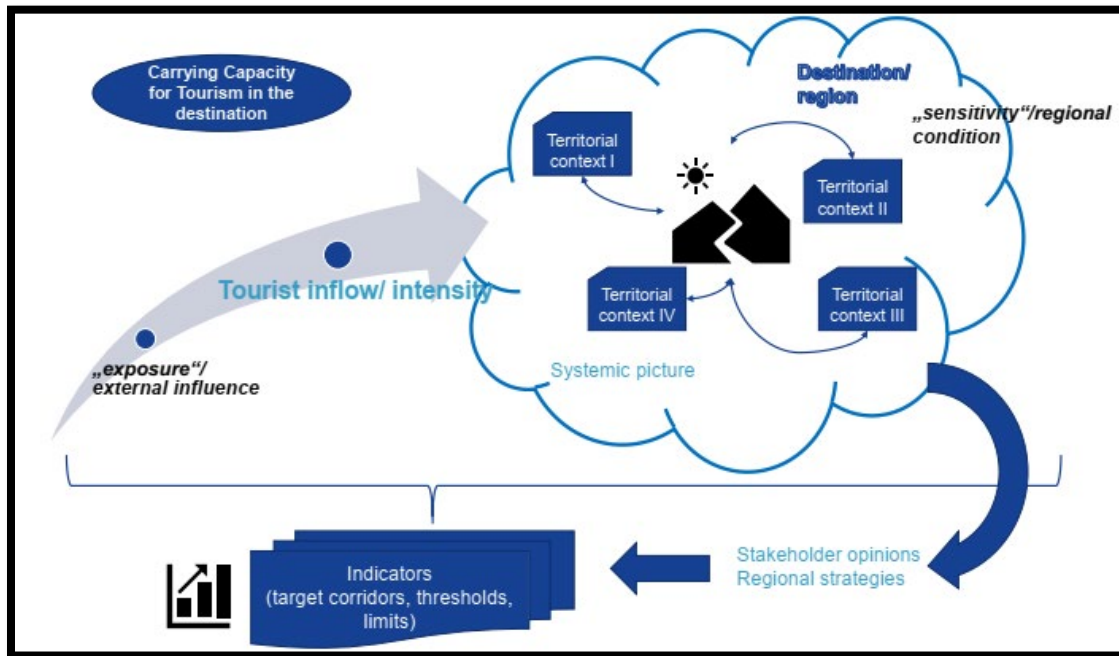 Carrying Capacity
for Tourism in the
destination
Destination/
region
„sensitivity“/regional
condition
Territorial
context I
Territorial
context II
Tourist inflow/ intensity
Territorial
context IV
Territorial
context III
„exposure“/
external influence
Systemic picture
Stakeholder opinions
Regional strategies
Indicators
(target corridors, thresholds,
limits)